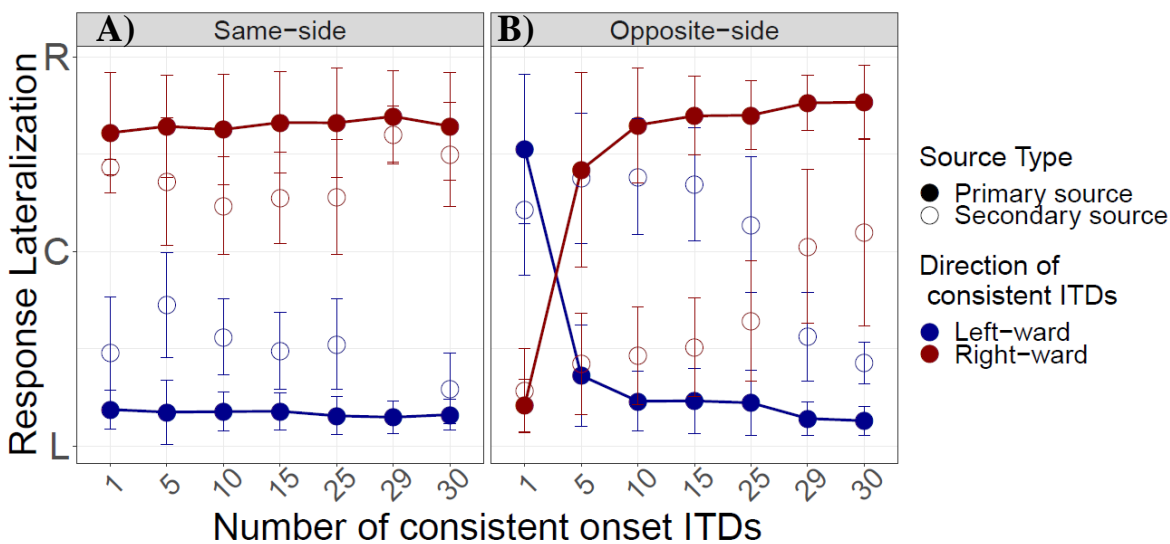 A) Same−side
B) Opposite−side
Response Lateralization
R
C
L
1 5 10 15 25 29 30
1 5 10 15 25 29 30
Number of consistent onset ITDs
Source Type
Primary source
Secondary source
Direction of
consistent ITDs
Left−ward
Right−ward